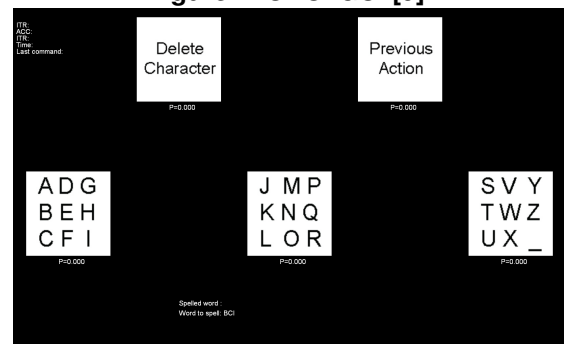 ITR:
ACC:
ITR:
Time:
Last command:
Delete
Character
P=0.000
Previous
Action
P=0.000
A D G
B E H
C F I
P=0.000
J M P
K N Q
L O R
P=0.000
S V Y
T W Z
U X _
P=0.000
Spelled word :
Word to spell: BCI